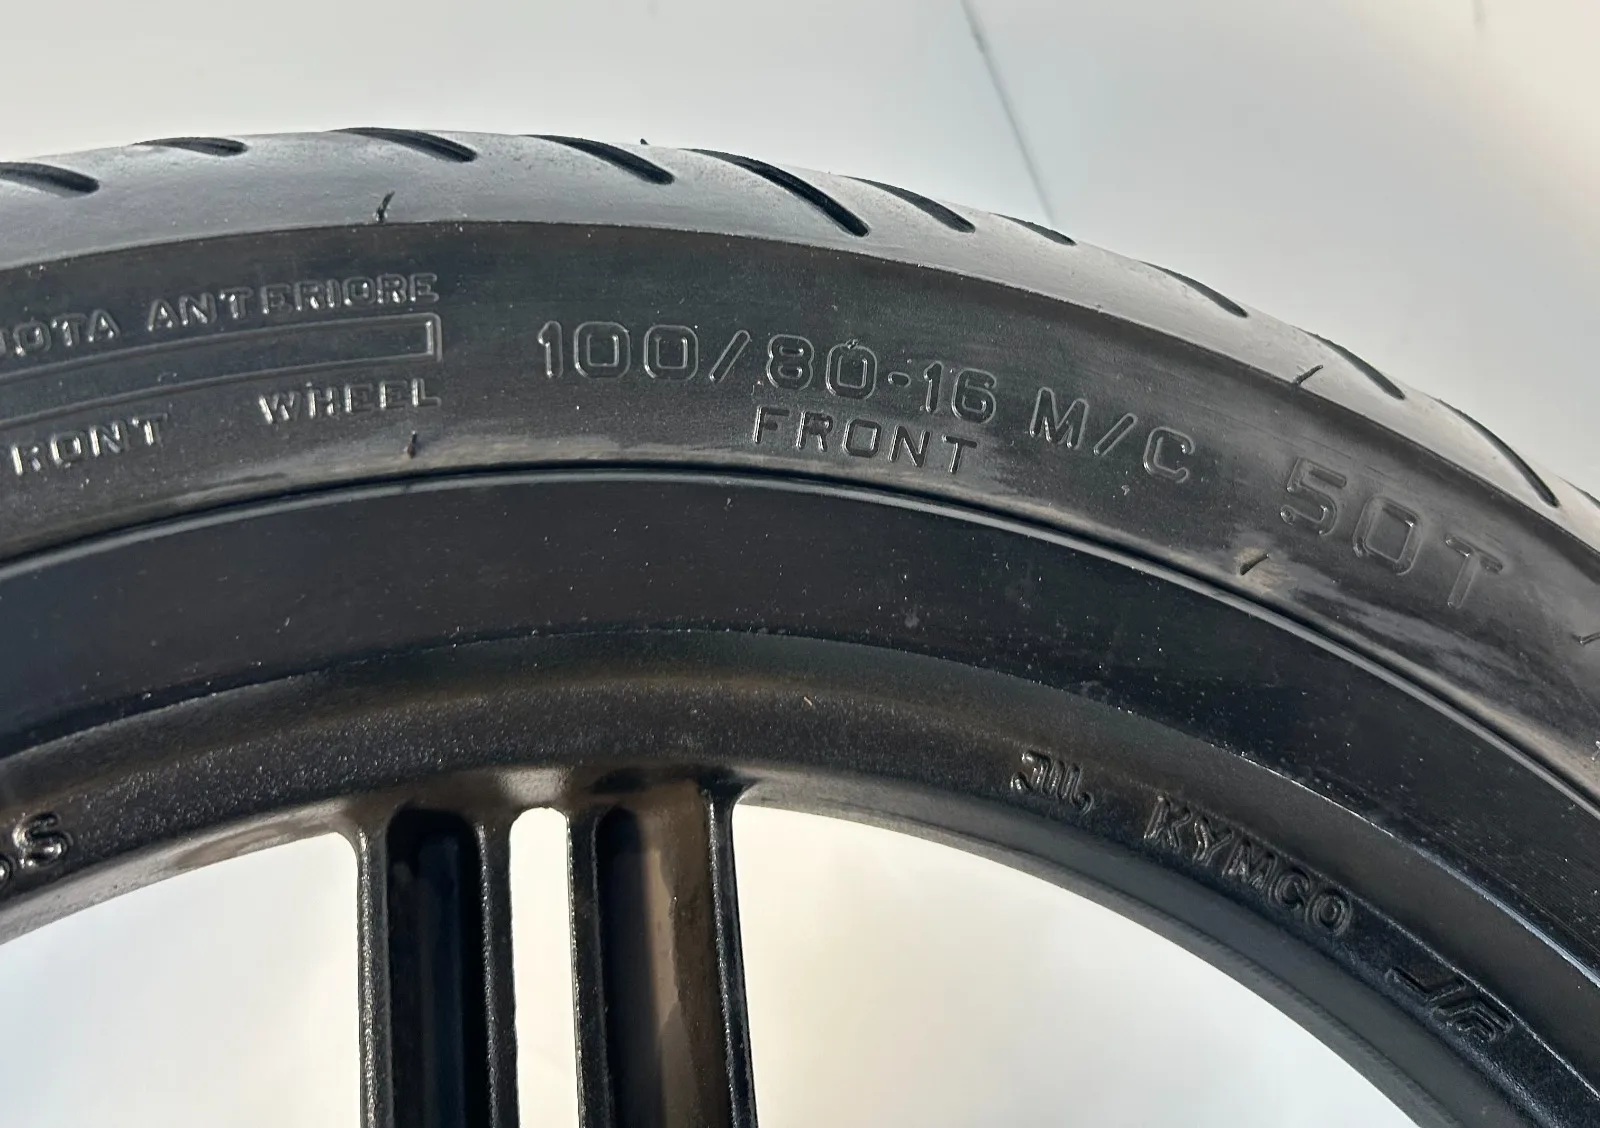 ANTERIORE
WHEEL
100/80-16 M/C 50T
FRONT
KYMCO